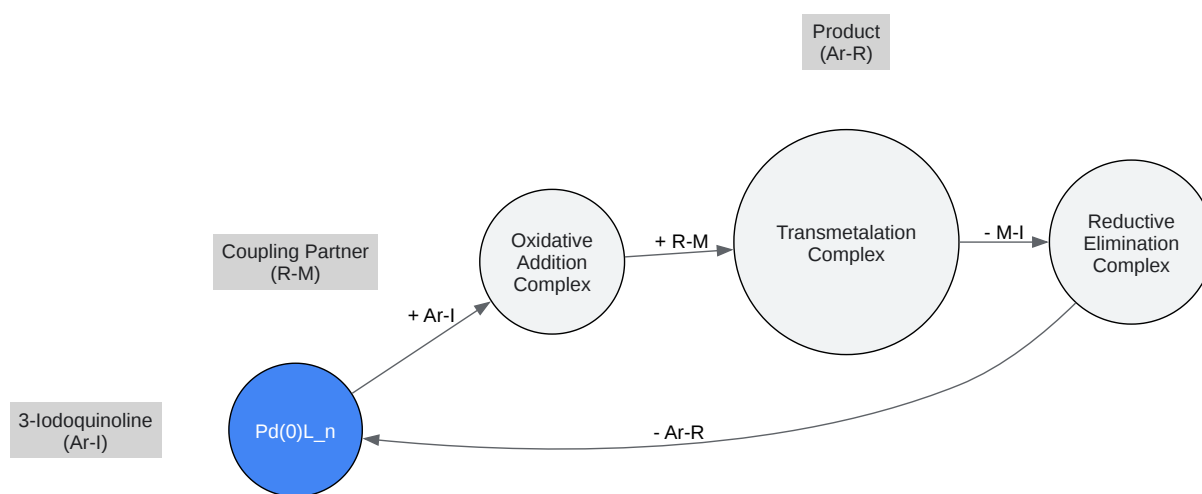 Product
(Ar-R)
Oxidative
Addition
Complex
+ R-M
Transmetalation
Complex
- M-I
Reductive
Elimination
Complex
Coupling Partner
(R-M)
+ Ar-I
3-Iodoquinoline
(Ar-I)
Pd(0)L_n
- Ar-R